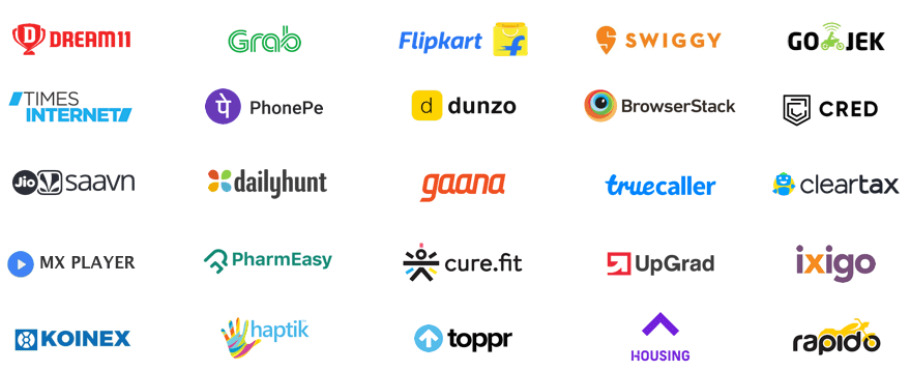 D DREAM11
Grab
Flipkart f
SWIGGY
GOJEK
TIMES
INTERNET
पे PhonePe
d dunzo
BrowserStack
CRED
Jio saavn
dailyhunt
gaana
truecaller
cleartax
MX PLAYER
PharmEasy
cure.fit
UpGrad
ixigo
KOINEX
haptik
toppr
HOUSING
rapido